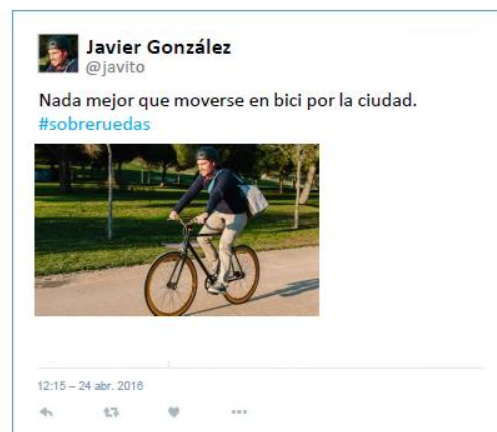 Javier González
@javito
Nada mejor que moverse en bici por la ciudad.
#sobreruedas
12:15 – 24 abr. 2016